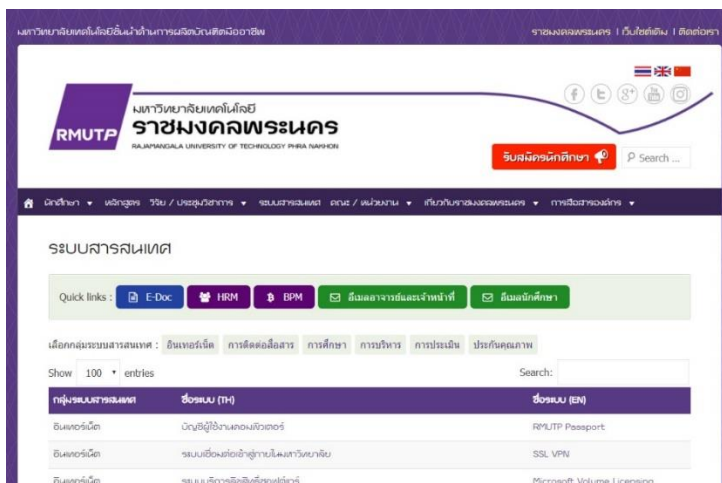 มหาวิทยาลัยเทคโนโลยีชั้นนำด้านการผลิตบัณฑิตมืออาชีพ
ราชมงคลพระนคร | เว็บไซต์เดิม | ติดต่อเรา
RMUTP
มหาวิทยาลัยเทคโนโลยี
ราชมงคลพระนคร
RAJAMANGALA UNIVERSITY OF TECHNOLOGY PHRA NAKHON
รับสมัครนักศึกษา
Search ...
นักศึกษา หลักสูตร วิจัย / ประชุมวิชาการ ระบบสารสนเทศ คณะ / หน่วยงาน เกี่ยวกับราชมงคลพระนคร การสื่อสารองค์กร
ระบบสารสนเทศ
Quick links : E-Doc HRM BPM อีเมลอาจารย์และเจ้าหน้าที่ อีเมลนักศึกษา
เลือกกลุ่มระบบสารสนเทศ : อินเทอร์เน็ต การติดต่อสื่อสาร การศึกษา การบริหาร การประเมิน ประกันคุณภาพ
Show 100 entries Search:
กลุ่มระบบสารสนเทศ ชื่อระบบ (TH) ชื่อระบบ (EN)
อินเทอร์เน็ต บัญชีผู้ใช้งานคอมพิวเตอร์ RMUTP Passport
อินเทอร์เน็ต ระบบเชื่อมต่อเข้าสู่ภายในมหาวิทยาลัย SSL VPN
อินเทอร์เน็ต ระบบบริการลิขสิทธิ์ซอฟต์แวร์ Microsoft Volume Licensing